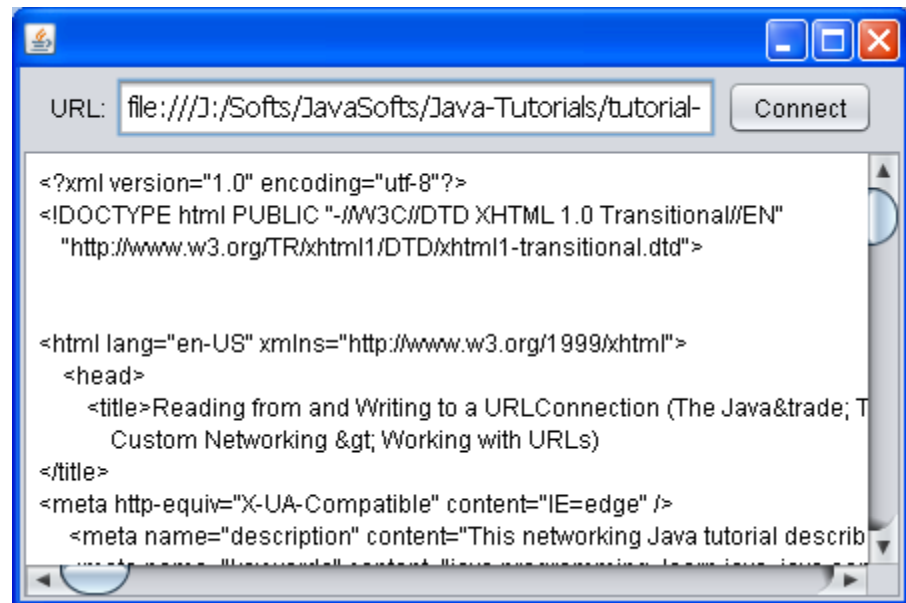 URL: file:///J:/Softs/JavaSofts/Java-Tutorials/tutorial- Connect
<?xml version="1.0" encoding="utf-8"?>
<!DOCTYPE html PUBLIC "-//W3C//DTD XHTML 1.0 Transitional//EN"
"http://www.w3.org/TR/xhtml1/DTD/xhtml1-transitional.dtd">
<html lang="en-US" xmlns="http://www.w3.org/1999/xhtml">
<head>
<title>Reading from and Writing to a URLConnection (The Java&trade; T
Custom Networking &gt; Working with URLs)
</title>
<meta http-equiv="X-UA-Compatible" content="IE=edge" />
<meta name="description" content="This networking Java tutorial describ